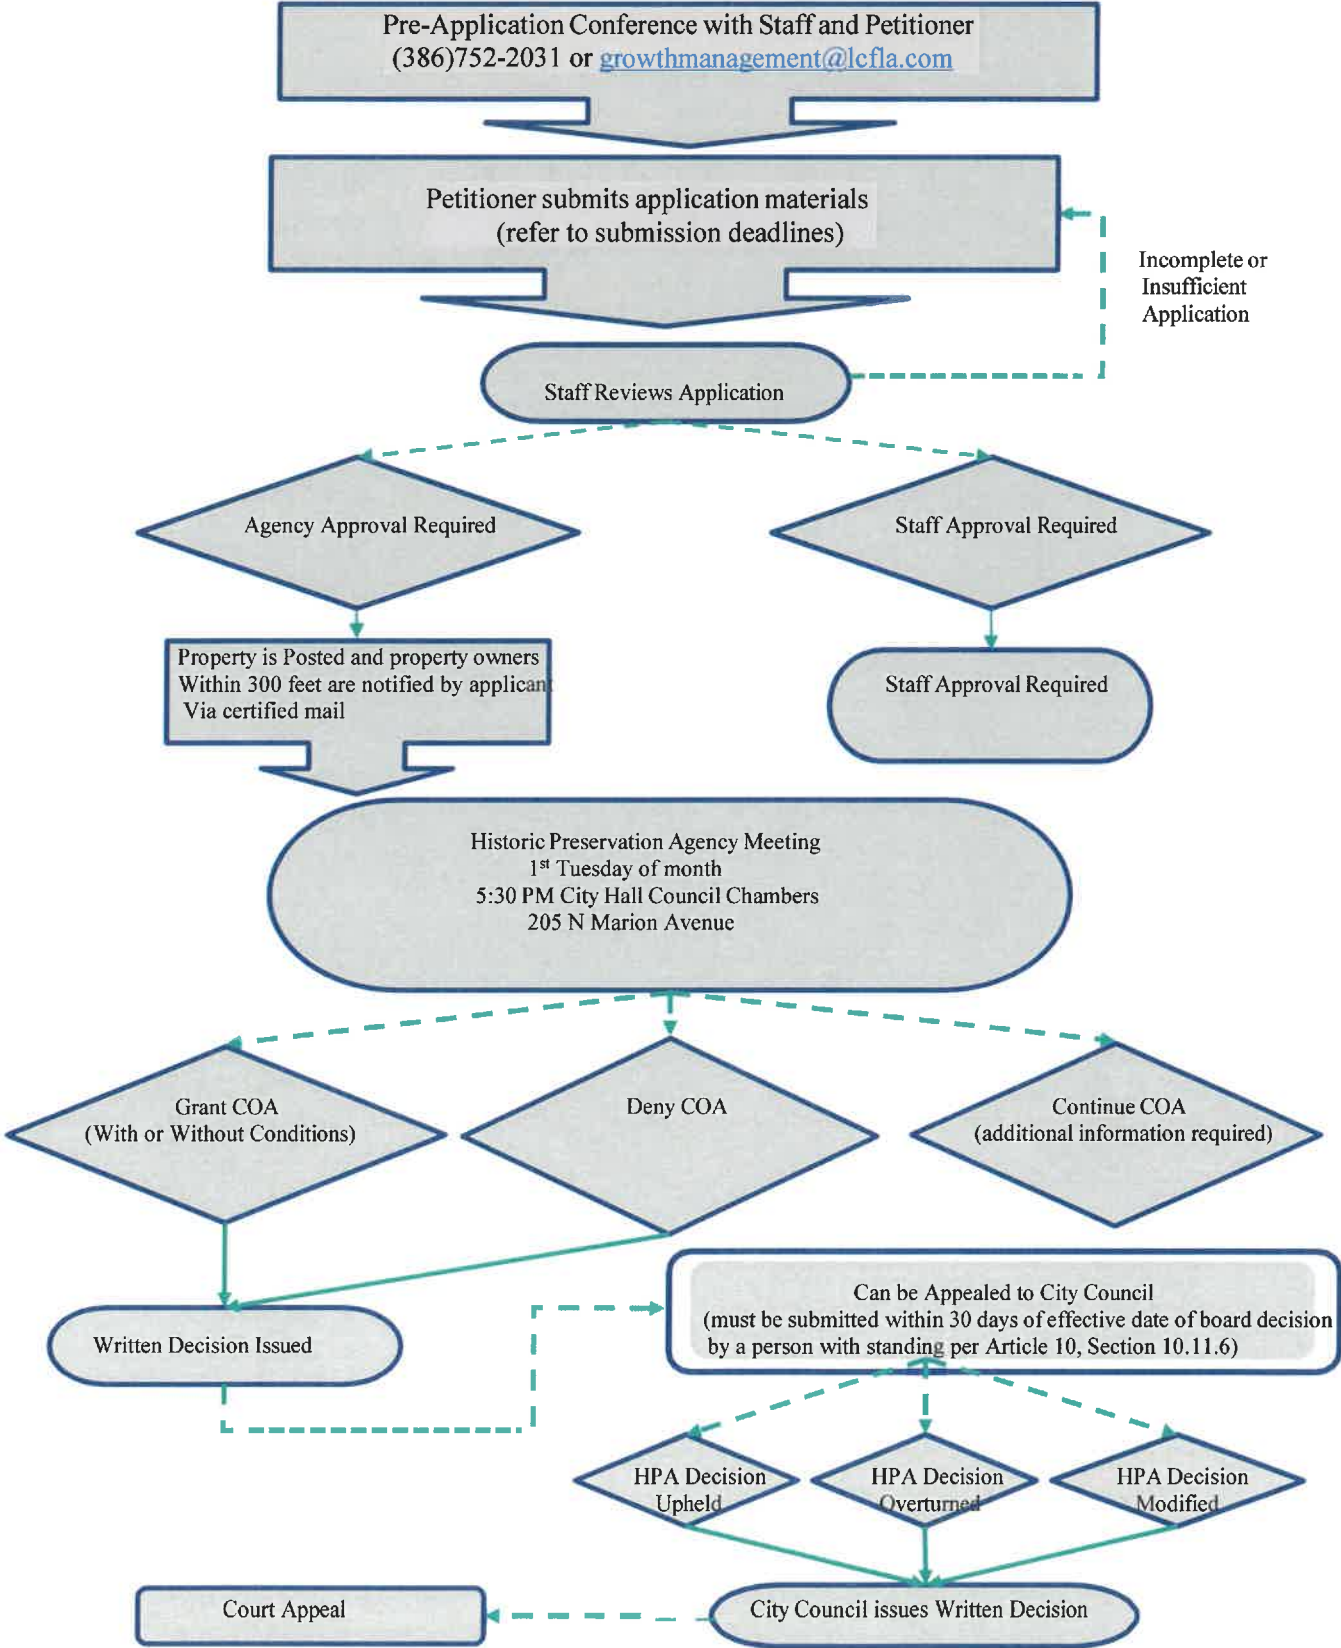 Pre-Application Conference with Staff and Petitioner
(386)752-2031 or growthmanagement@lcfla.com
Petitioner submits application materials
(refer to submission deadlines)
Incomplete or
Insufficient
Application
Staff Reviews Application
Agency Approval Required
Staff Approval Required
Property is Posted and property owners
Within 300 feet are notified by applicant
Via certified mail
Staff Approval Required
Historic Preservation Agency Meeting
1st Tuesday of month
5:30 PM City Hall Council Chambers
205 N Marion Avenue
Grant COA
(With or Without Conditions)
Deny COA
Continue COA
(additional information required)
Written Decision Issued
Can be Appealed to City Council
(must be submitted within 30 days of effective date of board decision
by a person with standing per Article 10, Section 10.11.6)
HPA Decision
Upheld
HPA Decision
Overturned
HPA Decision
Modified
Court Appeal
City Council issues Written Decision